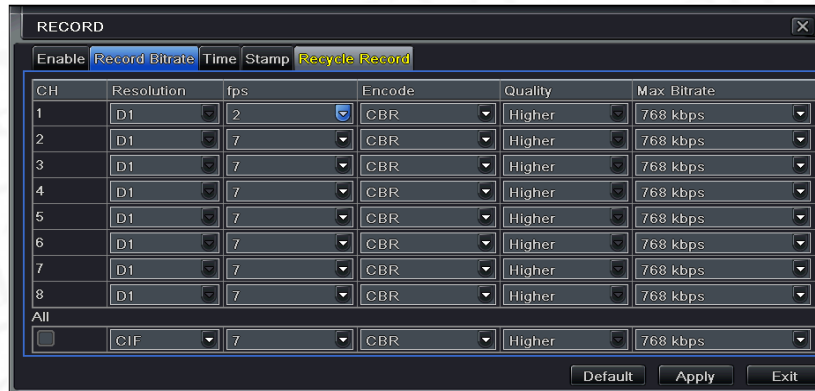 RECORD
Enable Record Bitrate Time Stamp Recycle Record
CH Resolution fps Encode Quality Max Bitrate
1 D1 2 CBR Higher 768 kbps
2 D1 7 CBR Higher 768 kbps
3 D1 7 CBR Higher 768 kbps
4 D1 7 CBR Higher 768 kbps
5 D1 7 CBR Higher 768 kbps
6 D1 7 CBR Higher 768 kbps
7 D1 7 CBR Higher 768 kbps
8 D1 7 CBR Higher 768 kbps
All
CIF 7 CBR Higher 768 kbps
Default Apply Exit